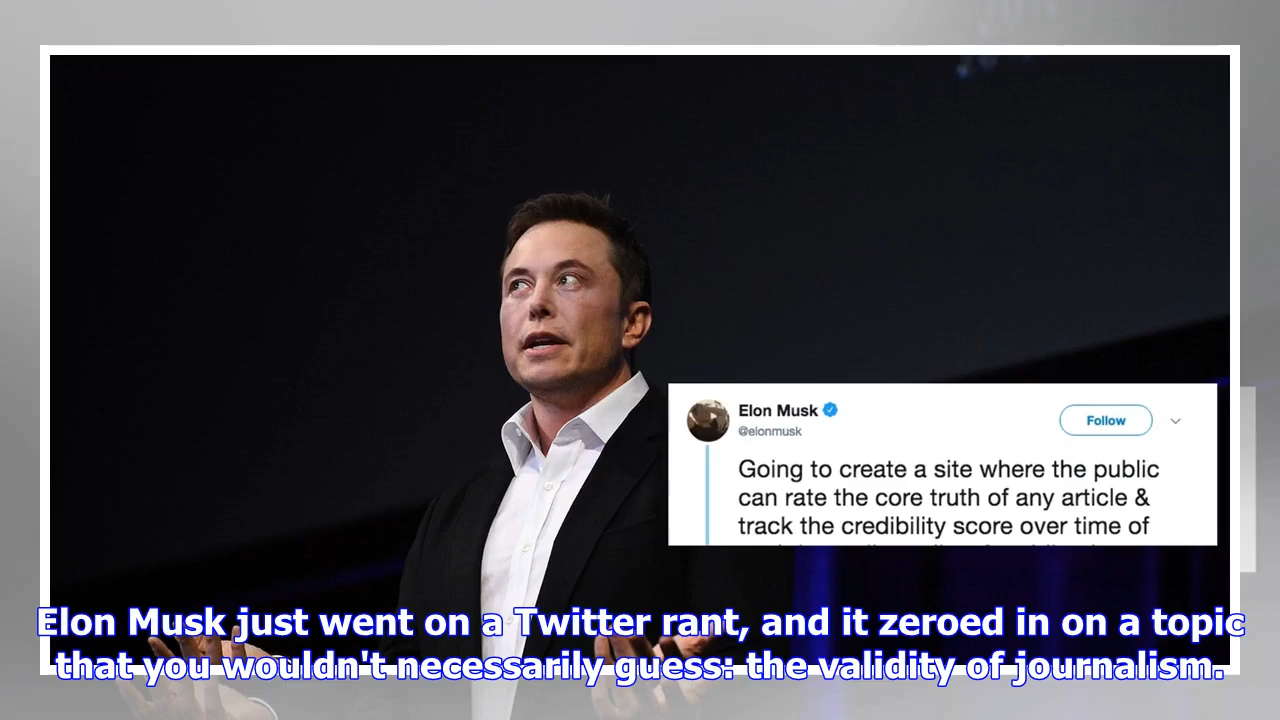 Elon Musk
Follow
@elonmusk
Going to create a site where the public
can rate the core truth of any article &
track the credibility score over time of
Elon Musk just went on a Twitter rant, and it zeroed in on a topic
that you wouldn't necessarily guess: the validity of journalism.